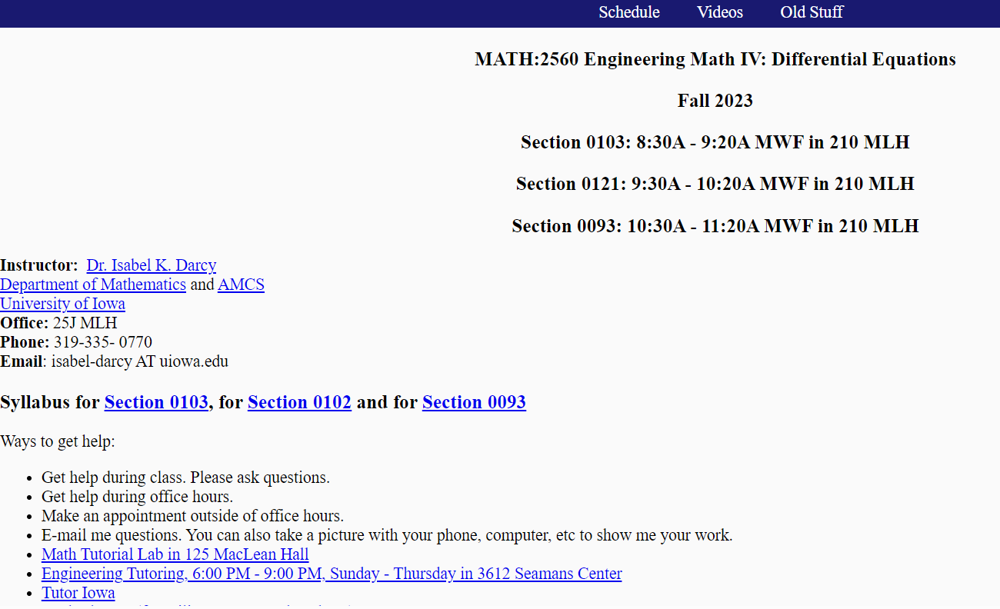 Schedule Videos Old Stuff
MATH:2560 Engineering Math IV: Differential Equations
Fall 2023
Section 0103: 8:30A - 9:20A MWF in 210 MLH
Section 0121: 9:30A - 10:20A MWF in 210 MLH
Section 0093: 10:30A - 11:20A MWF in 210 MLH
Instructor: Dr. Isabel K. Darcy
Department of Mathematics and AMCS
University of Iowa
Office: 25J MLH
Phone: 319-335- 0770
Email: isabel-darcy AT uiowa.edu
Syllabus for Section 0103, for Section 0102 and for Section 0093
Ways to get help:
• Get help during class. Please ask questions.
• Get help during office hours.
• Make an appointment outside of office hours.
• E-mail me questions. You can also take a picture with your phone, computer, etc to show me your work.
• Math Tutorial Lab in 125 MacLean Hall
• Engineering Tutoring, 6:00 PM - 9:00 PM, Sunday - Thursday in 3612 Seamans Center
• Tutor Iowa